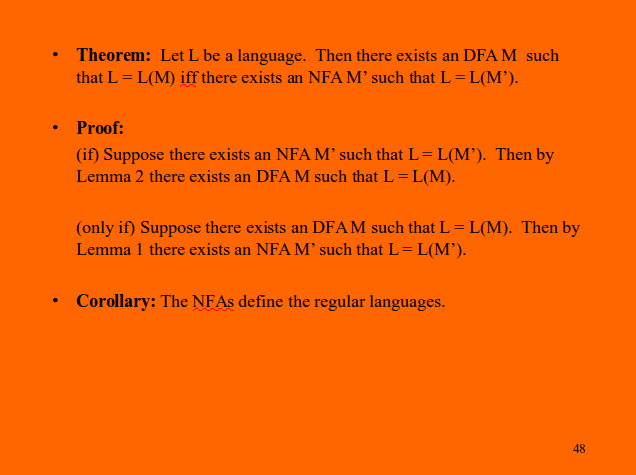 • Theorem: Let L be a language. Then there exists an DFA M such
that L = L(M) iff there exists an NFA M’ such that L = L(M’).
• Proof:
(if) Suppose there exists an NFA M’ such that L = L(M’). Then by
Lemma 2 there exists an DFA M such that L = L(M).
(only if) Suppose there exists an DFA M such that L = L(M). Then by
Lemma 1 there exists an NFA M’ such that L = L(M’).
• Corollary: The NFAs define the regular languages.
48